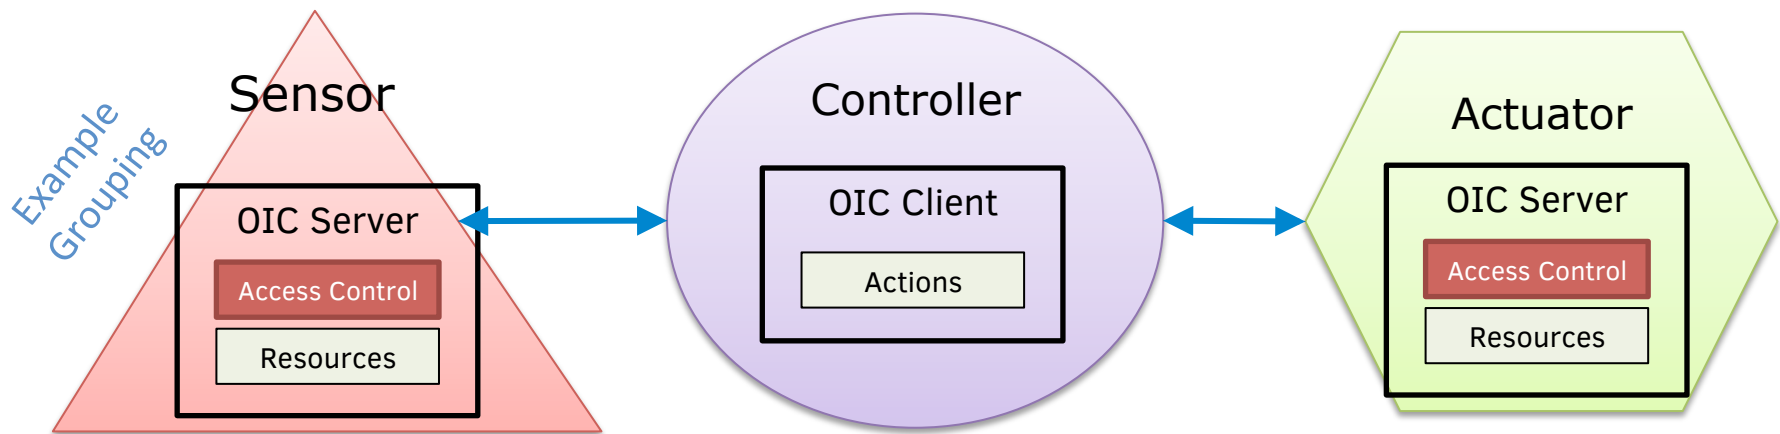 Example
Grouping
Sensor
OIC Server
Access Control
Resources
Controller
OIC Client
Actions
Actuator
OIC Server
Access Control
Resources